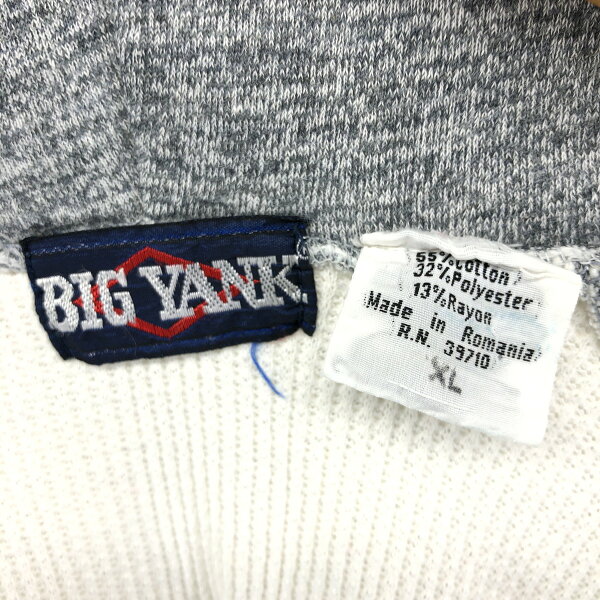 BIG YANK
55% Cotton
32% Polyester
13% Rayon
Made in Romania
R.N. 39710
XL